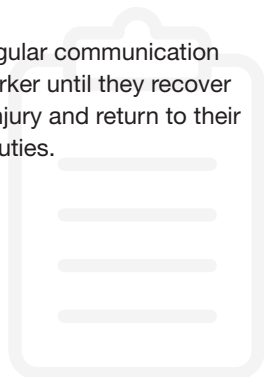 gular communication
rker until they recover
njury and return to their
uties.